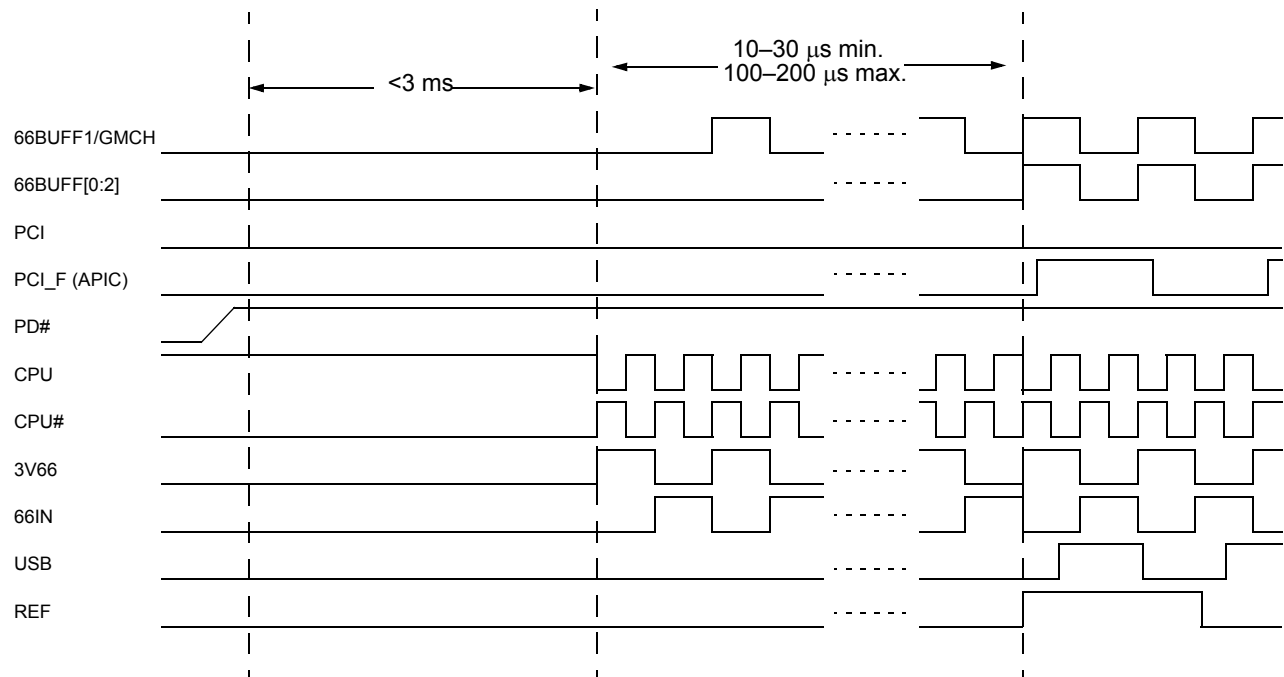 10–30 μs min.
100–200 μs max.
<3 ms
66BUFF1/GMCH
66BUFF[0:2]
PCI
PCI_F (APIC)
PD#
CPU
CPU#
3V66
66IN
USB
REF